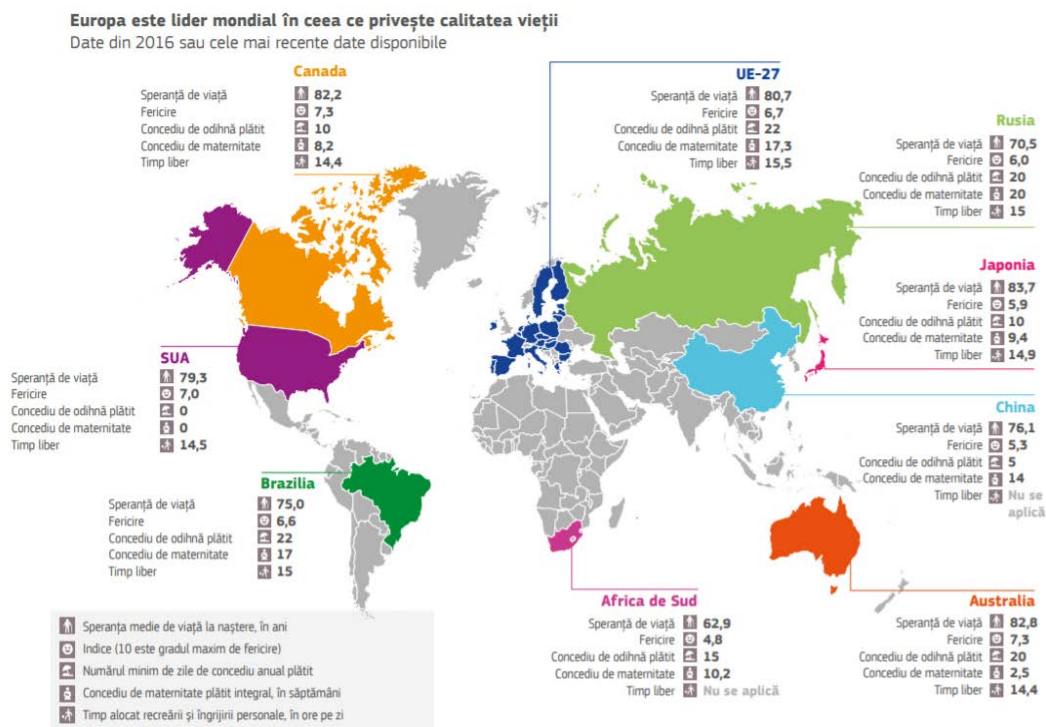 Europa este lider mondial în ceea ce privește calitatea vieții
Date din 2016 sau cele mai recente date disponibile
Canada
Speranță de viață 82,2
Fericire 7,3
Concediu de odihnă plătit 10
Concediu de maternitate 8,2
Timp liber 14,4
UE-27
Speranță de viață 80,7
Fericire 6,7
Concediu de odihnă plătit 22
Concediu de maternitate 17,3
Timp liber 15,5
Rusia
Speranță de viață 70,5
Fericire 6,0
Concediu de odihnă plătit 20
Concediu de maternitate 20
Timp liber 15
Japonia
Speranță de viață 83,7
Fericire 5,9
Concediu de odihnă plătit 10
Concediu de maternitate 9,4
Timp liber 14,9
SUA
Speranță de viață 79,3
Fericire 7,0
Concediu de odihnă plătit 0
Concediu de maternitate 0
Timp liber 14,5
China
Speranță de viață 76,1
Fericire 5,3
Concediu de odihnă plătit 5
Concediu de maternitate 14
Timp liber Nu se
aplică
Brazilia
Speranță de viață 75,0
Fericire 6,6
Concediu de odihnă plătit 22
Concediu de maternitate 17
Timp liber 15
Africa de Sud
Speranță de viață 62,9
Fericire 4,8
Concediu de odihnă plătit 15
Concediu de maternitate 10,2
Timp liber Nu se aplică
Australia
Speranță de viață 82,8
Fericire 7,3
Concediu de odihnă plătit 20
Concediu de maternitate 2,5
Timp liber 14,4
Speranța medie de viață la naștere, în ani
Indice (10 este gradul maxim de fericire)
Numărul minim de zile de concediu anual plătit
Concediu de maternitate plătit integral, în săptămâni
Timp alocat recreării și îngrijirii personale, în ore pe zi